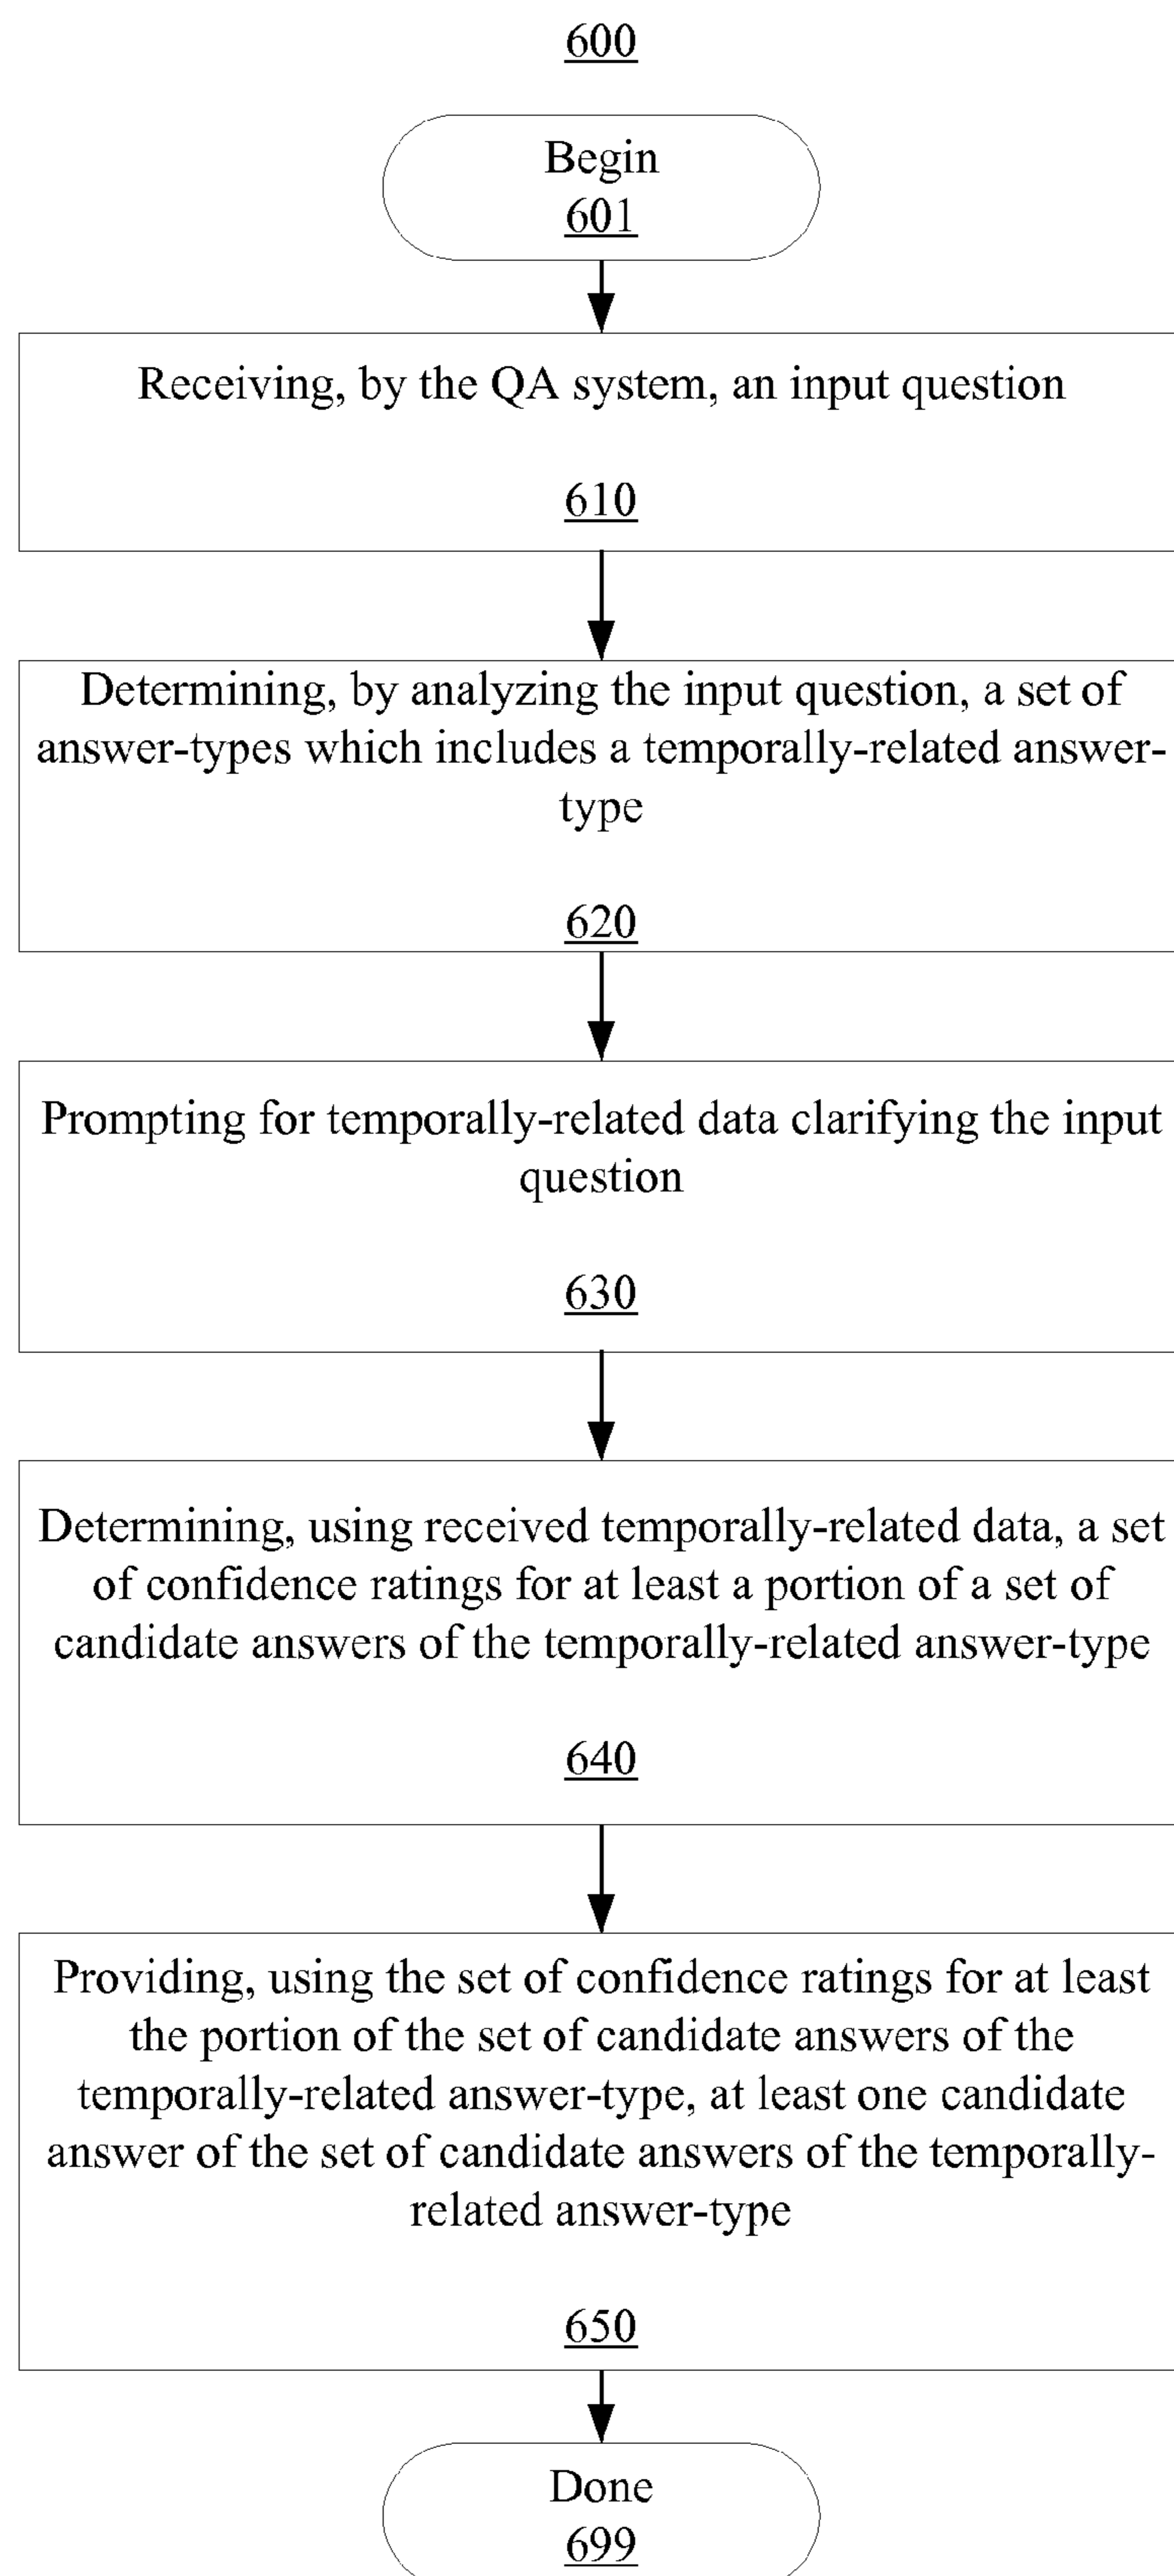 600
Begin
601
Receiving, by the QA system, an input question
610
Determining, by analyzing the input question, a set of
answer-types which includes a temporally-related answer-
type
620
Prompting for temporally-related data clarifying the input
question
630
Determining, using received temporally-related data, a set
of confidence ratings for at least a portion of a set of
candidate answers of the temporally-related answer-type
640
Providing, using the set of confidence ratings for at least
the portion of the set of candidate answers of the
temporally-related answer-type, at least one candidate
answer of the set of candidate answers of the temporally-
related answer-type
650
Done
699